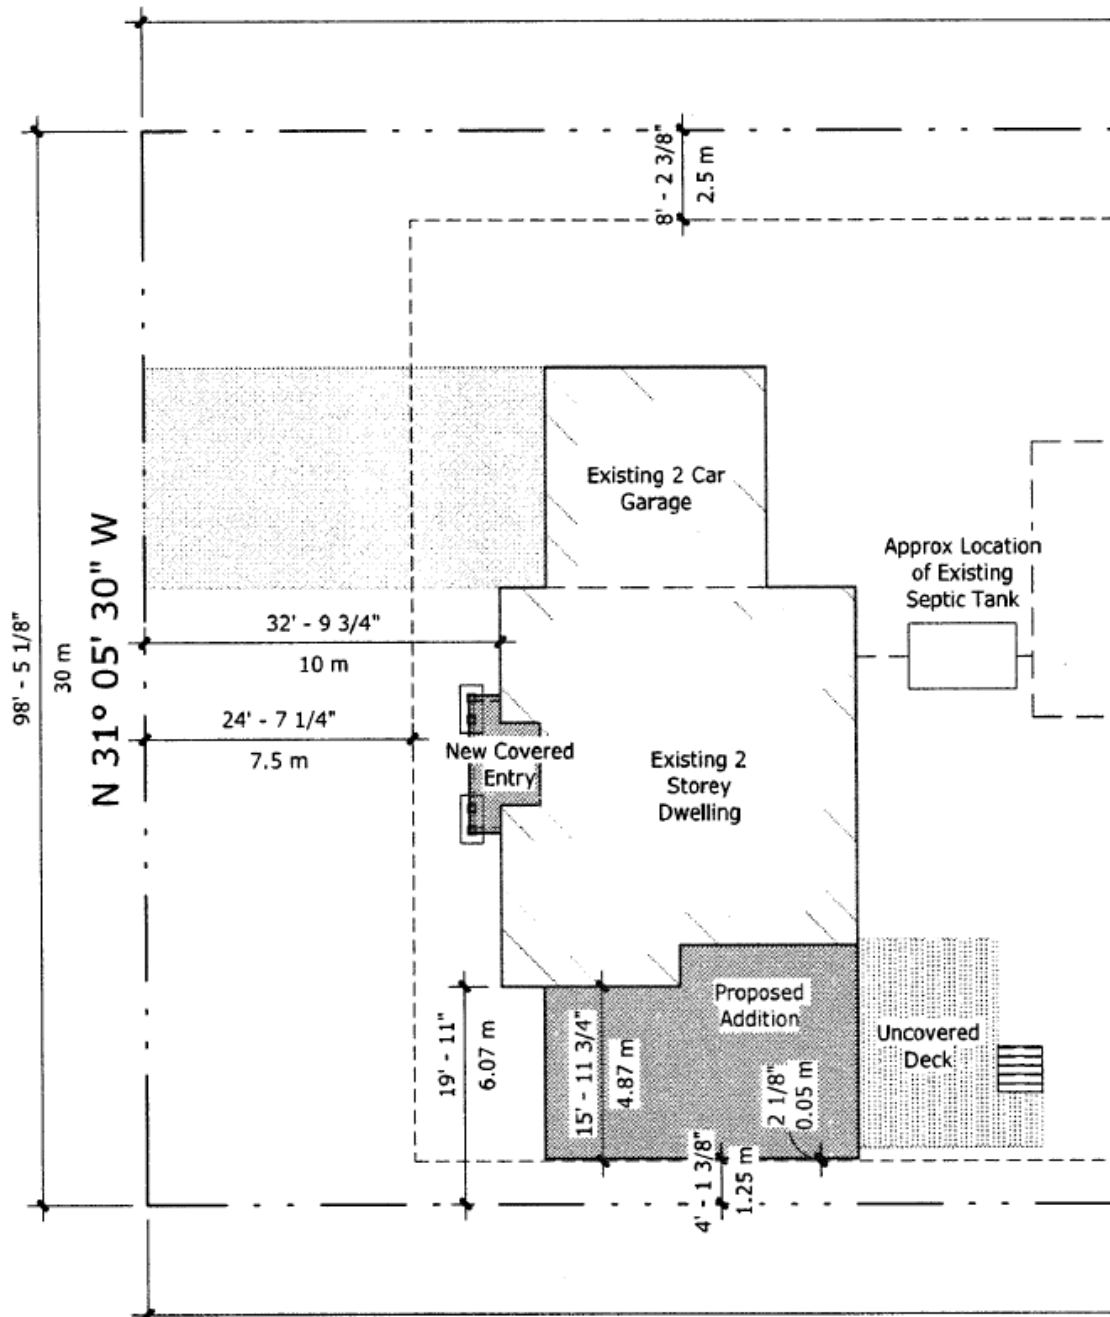 8' - 2 3/8"
2.5 m
Existing 2 Car
Garage
Approx Location
of Existing
Septic Tank
98' - 5 1/8"
30 m
N 31° 05' 30" W
32' - 9 3/4"
10 m
24' - 7 1/4"
7.5 m
New Covered
Entry
Existing 2
Storey
Dwelling
19' - 11"
6.07 m
15' - 11 3/4"
4.87 m
Proposed
Addition
2 1/8"
0.05 m
Uncovered
Deck
4' - 1 3/8"
1.25 m